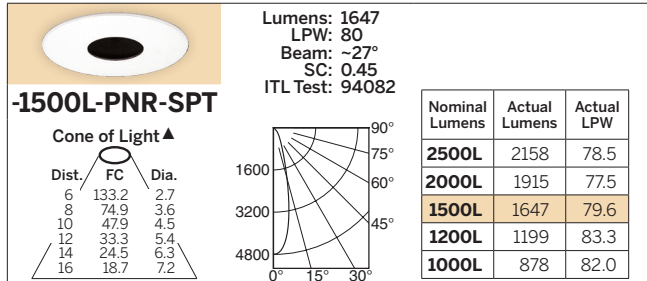 Lumens: 1647
LPW: 80
Beam: ~27°
SC: 0.45
ITL Test: 94082
-1500L-PNR-SPT
Cone of Light▲
Dist. FC Dia.
6 133.2 2.7
8 74.9 3.6
10 47.9 4.5
12 33.3 5.4
14 24.5 6.3
16 18.7 7.2
90°
75°
1600
60°
3200
45°
4800
0° 15° 30°
Nominal Lumens Actual Lumens Actual LPW
2500L 2158 78.5
2000L 1915 77.5
1500L 1647 79.6
1200L 1199 83.3
1000L 878 82.0